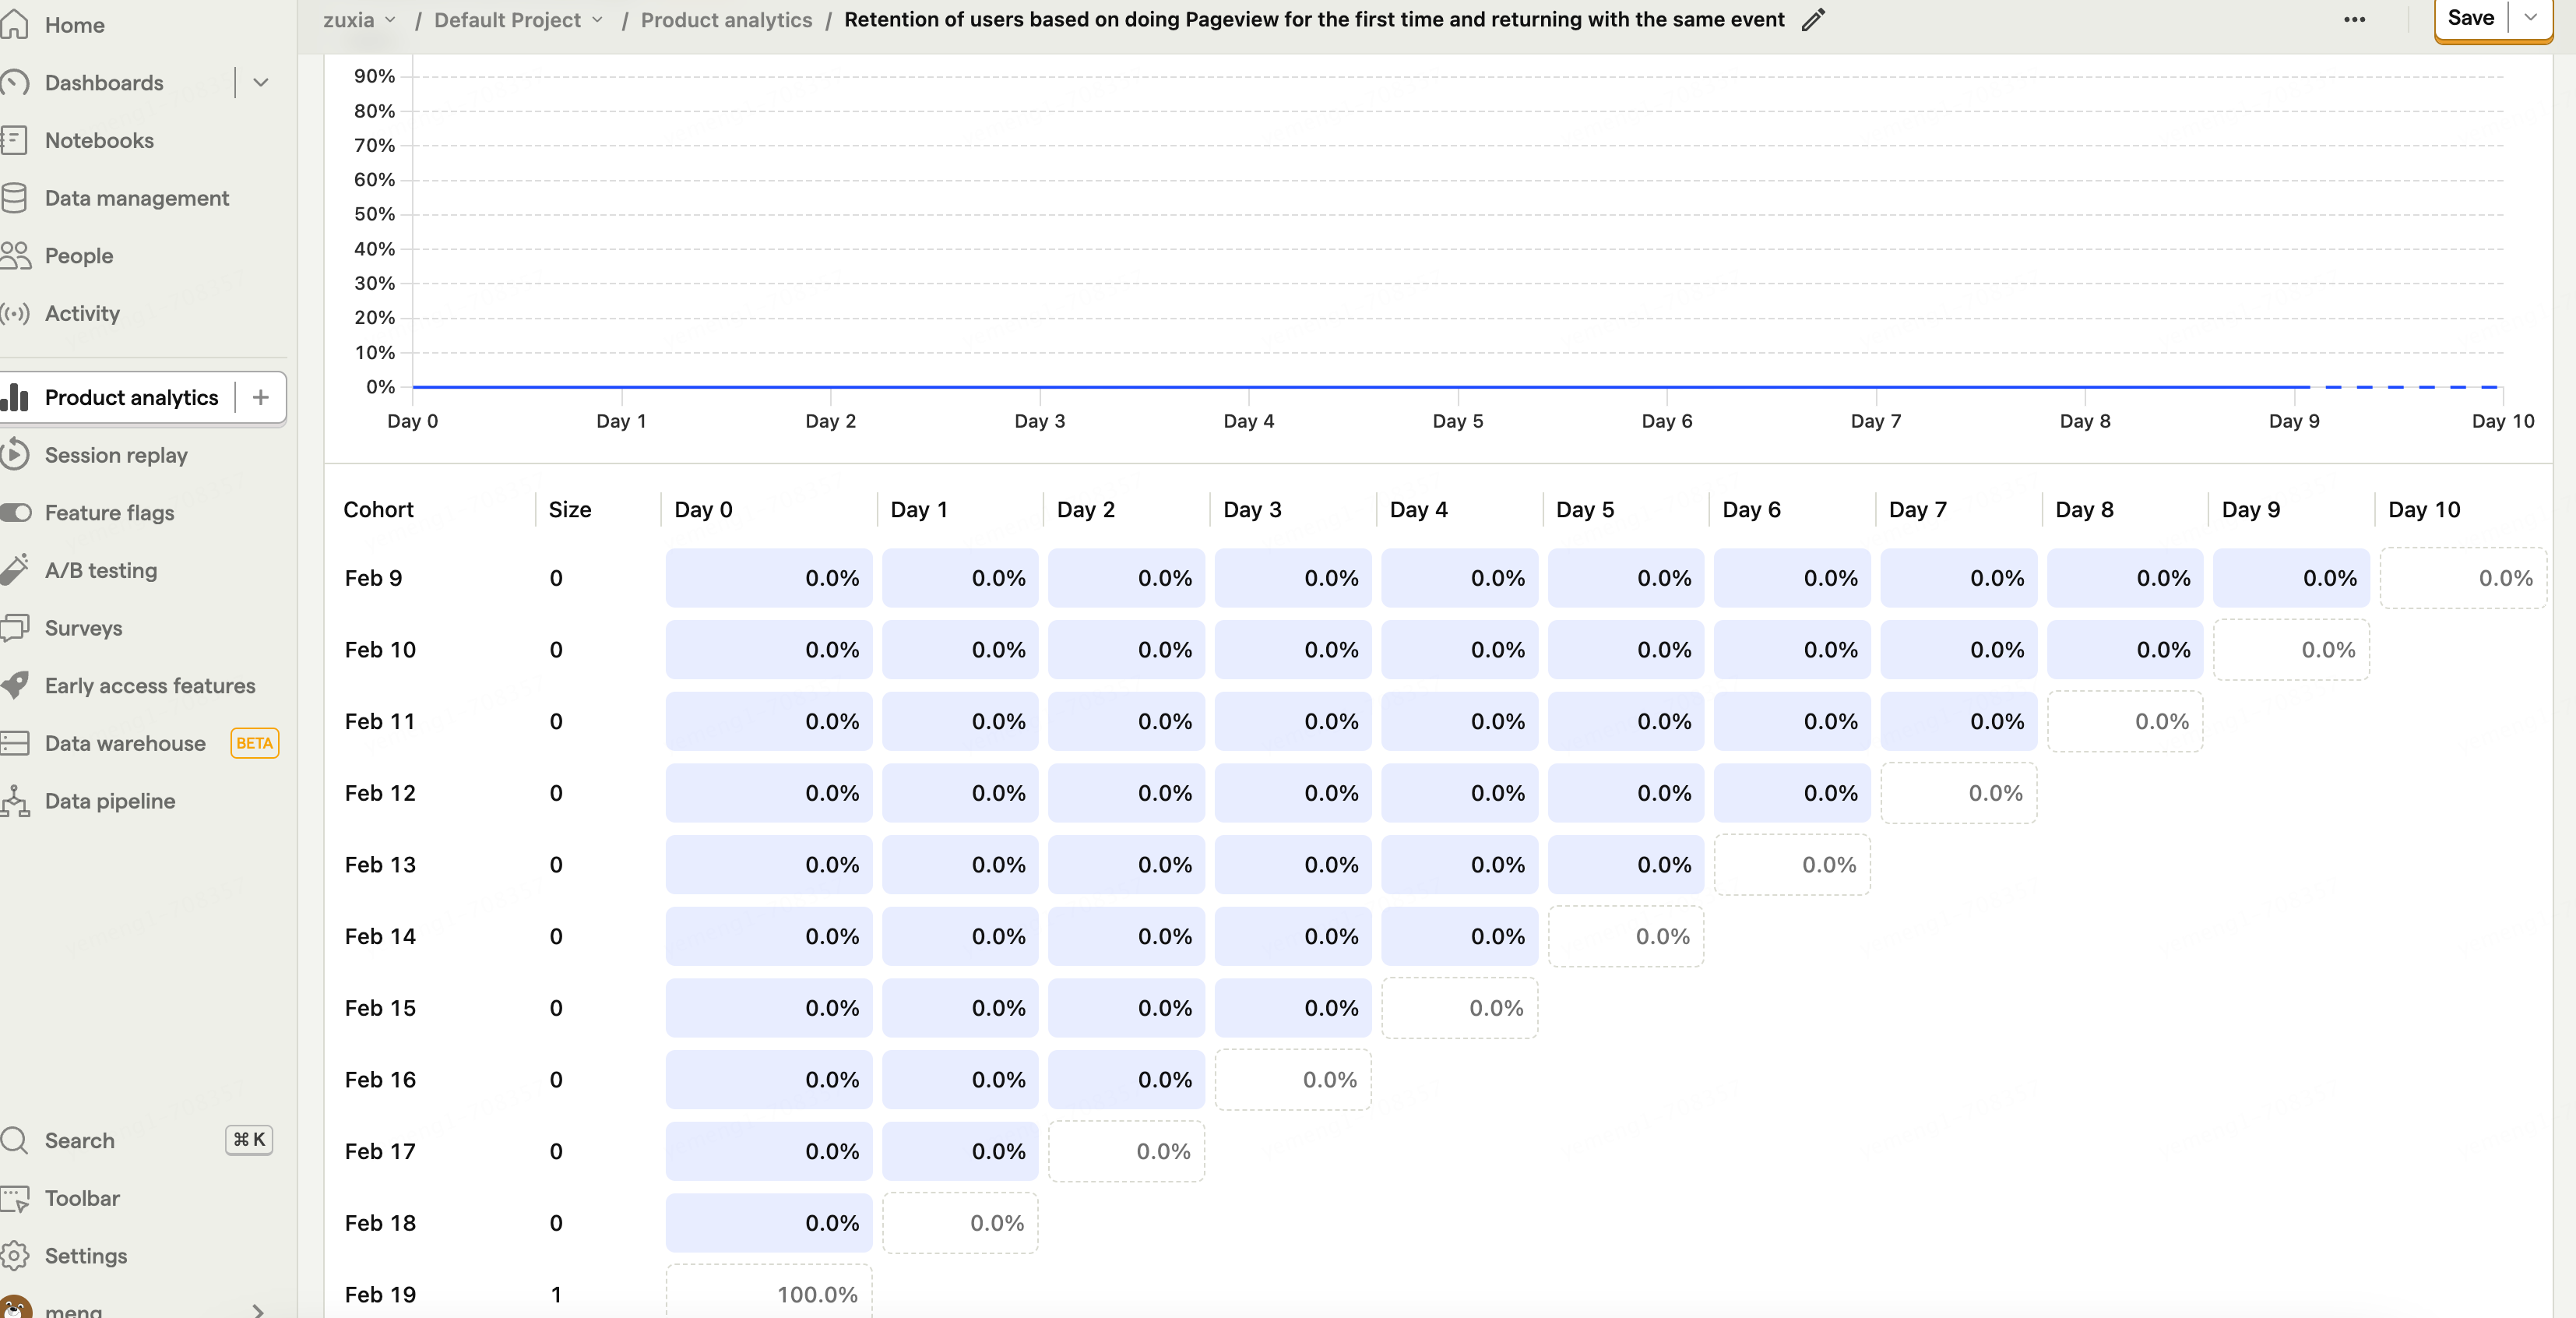 Home
Dashboards
Notebooks
Data management
People
Activity
Product analytics
Session replay
Feature flags
A/B testing
Surveys
Early access features
Data warehouse BETA
Data pipeline
Search ⌘ K
Toolbar
Settings
meng
zuxia / Default Project / Product analytics / Retention of users based on doing Pageview for the first time and returning with the same event
Save
90%
80%
70%
60%
50%
40%
30%
20%
10%
0%
Day 0 Day 1 Day 2 Day 3 Day 4 Day 5 Day 6 Day 7 Day 8 Day 9 Day 10
Cohort Size Day 0 Day 1 Day 2 Day 3 Day 4 Day 5 Day 6 Day 7 Day 8 Day 9 Day 10
Feb 9 0 0.0% 0.0% 0.0% 0.0% 0.0% 0.0% 0.0% 0.0% 0.0% 0.0% 0.0%
Feb 10 0 0.0% 0.0% 0.0% 0.0% 0.0% 0.0% 0.0% 0.0% 0.0% 0.0%
Feb 11 0 0.0% 0.0% 0.0% 0.0% 0.0% 0.0% 0.0% 0.0% 0.0%
Feb 12 0 0.0% 0.0% 0.0% 0.0% 0.0% 0.0% 0.0% 0.0%
Feb 13 0 0.0% 0.0% 0.0% 0.0% 0.0% 0.0% 0.0%
Feb 14 0 0.0% 0.0% 0.0% 0.0% 0.0% 0.0%
Feb 15 0 0.0% 0.0% 0.0% 0.0% 0.0%
Feb 16 0 0.0% 0.0% 0.0% 0.0%
Feb 17 0 0.0% 0.0% 0.0%
Feb 18 0 0.0% 0.0%
Feb 19 1 100.0%